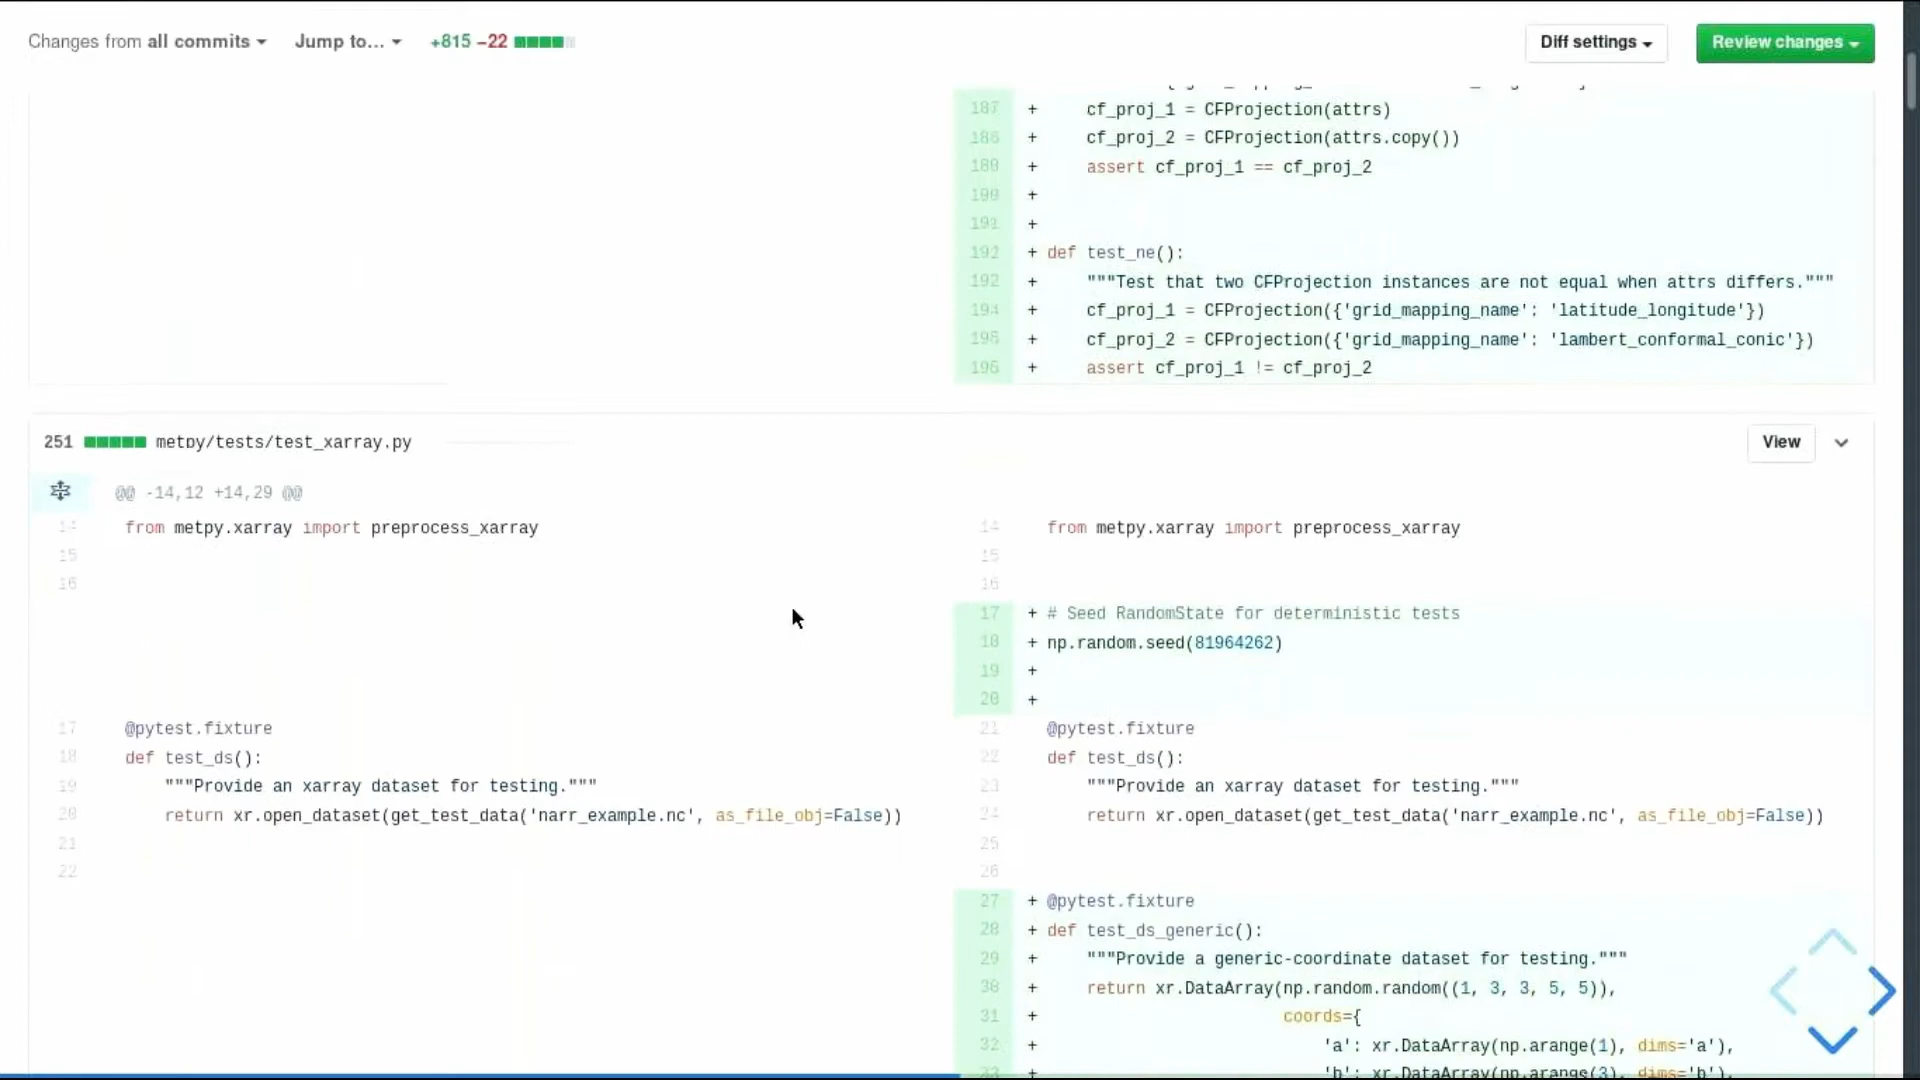 Changes from all commits Jump to... +815 −22 Diff settings Review changes
187 + cf_proj_1 = CFProjection(attrs)
188 + cf_proj_2 = CFProjection(attrs.copy())
189 + assert cf_proj_1 == cf_proj_2
190 +
191 +
192 + def test_ne():
+ """Test that two CFProjection instances are not equal when attrs differs."""
194 + cf_proj_1 = CFProjection({'grid_mapping_name': 'latitude_longitude'})
195 + cf_proj_2 = CFProjection({'grid_mapping_name': 'lambert_conformal_conic'})
196 + assert cf_proj_1 != cf_proj_2
251 metpy/tests/test_xarray.py View
@@ -14,12 +14,29 @@
14 from metpy.xarray import preprocess_xarray 14 from metpy.xarray import preprocess_xarray
15 15
16 16
17 + # Seed RandomState for deterministic tests
18 + np.random.seed(81964262)
19 +
20 +
17 @pytest.fixture 21 @pytest.fixture
18 def test_ds(): 22 def test_ds():
19 """Provide an xarray dataset for testing.""" 23 """Provide an xarray dataset for testing."""
20 return xr.open_dataset(get_test_data('narr_example.nc', as_file_obj=False)) 24 return xr.open_dataset(get_test_data('narr_example.nc', as_file_obj=False))
21 25
22 26
27 + @pytest.fixture
28 + def test_ds_generic():
29 + """Provide a generic-coordinate dataset for testing."""
30 + return xr.DataArray(np.random.random((1, 3, 3, 5, 5)),
31 + coords={
32 + 'a': xr.DataArray(np.arange(1), dims='a'),
33 + 'b': xr.DataArray(np.arange(3), dims='b'),